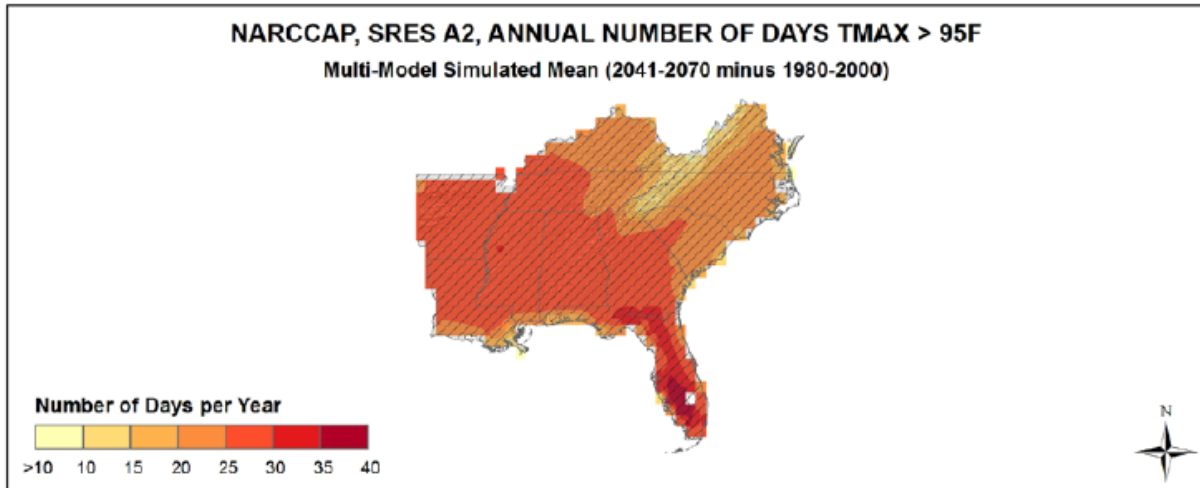 NARCCAP, SRES A2, ANNUAL NUMBER OF DAYS TMAX > 95F
Multi-Model Simulated Mean (2041-2070 minus 1980-2000)
Number of Days per Year
>10 10 15 20 25 30 35 40
N